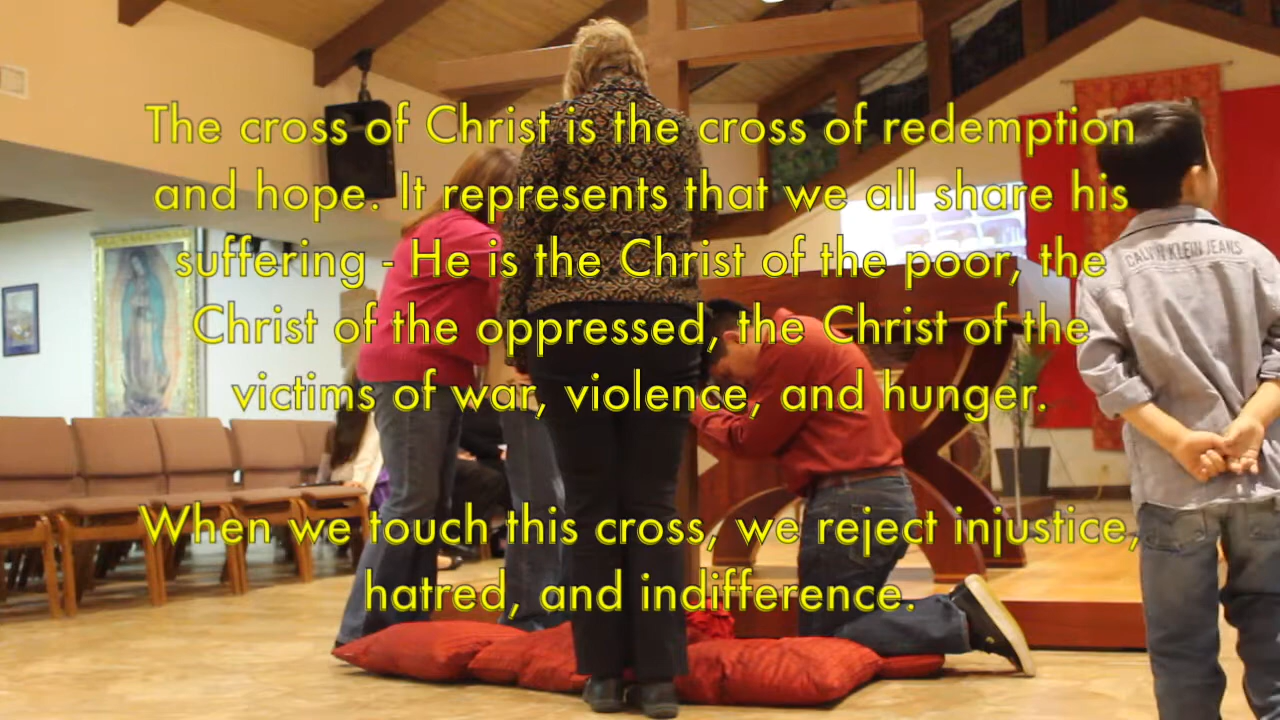 The cross of Christ is the cross of redemption
and hope. It represents that we all share his
suffering - He is the Christ of the poor, the
Christ of the oppressed, the Christ of the
victims of war, violence, and hunger.
When we touch this cross, we reject injustice,
hatred, and indifference.
CALVIN KLEIN JEANS